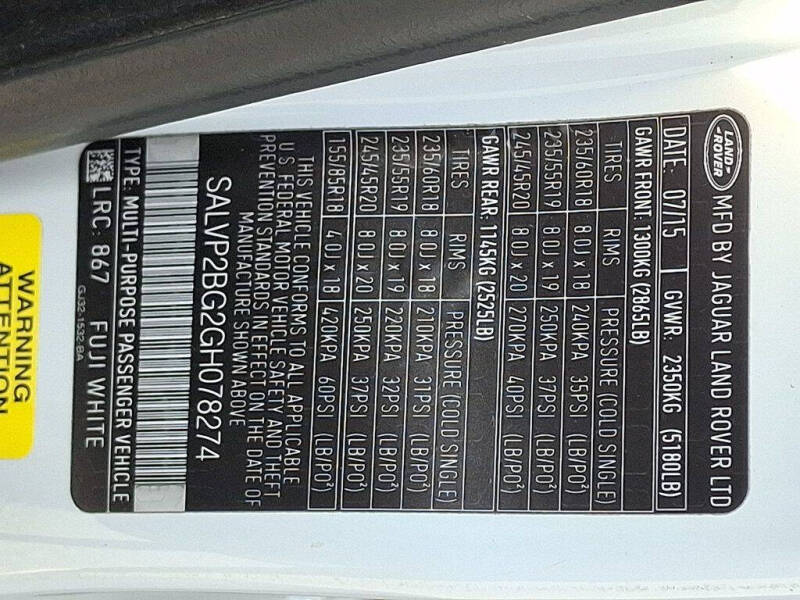 LAND-
-ROVER
MFD BY JAGUAR LAND ROVER LTD
DATE: 07/15 GVWR: 2350KG (5180LB)
GAWR FRONT: 1300KG (2865LB)
TIRES RIMS PRESSURE (COLD SINGLE)
235/60R18 8.0J x 18 240KPA 35PSI (LB/PO²)
235/55R19 8.0J x 19 250KPA 37PSI (LB/PO²)
245/45R20 8.0J x 20 270KPA 40PSI (LB/PO²)
GAWR REAR: 1145KG (2525LB)
TIRES RIMS PRESSURE (COLD SINGLE)
235/60R18 8.0J x 18 210KPA 31PSI (LB/PO²)
235/55R19 8.0J x 19 220KPA 32PSI (LB/PO²)
245/45R20 8.0J x 20 250KPA 37PSI (LB/PO²)
155/85R18 4.0J x 18 420KPA 60PSI (LB/PO²)
THIS VEHICLE CONFORMS TO ALL APPLICABLE
U.S. FEDERAL MOTOR VEHICLE SAFETY AND THEFT
PREVENTION STANDARDS IN EFFECT ON THE DATE OF
MANUFACTURE SHOWN ABOVE
SALVP2BG2GH078274
TYPE: MULTI-PURPOSE PASSENGER VEHICLE
LRC: 867 FUJI WHITE
GJ32-1532-BA
WARNING
ATTENTION